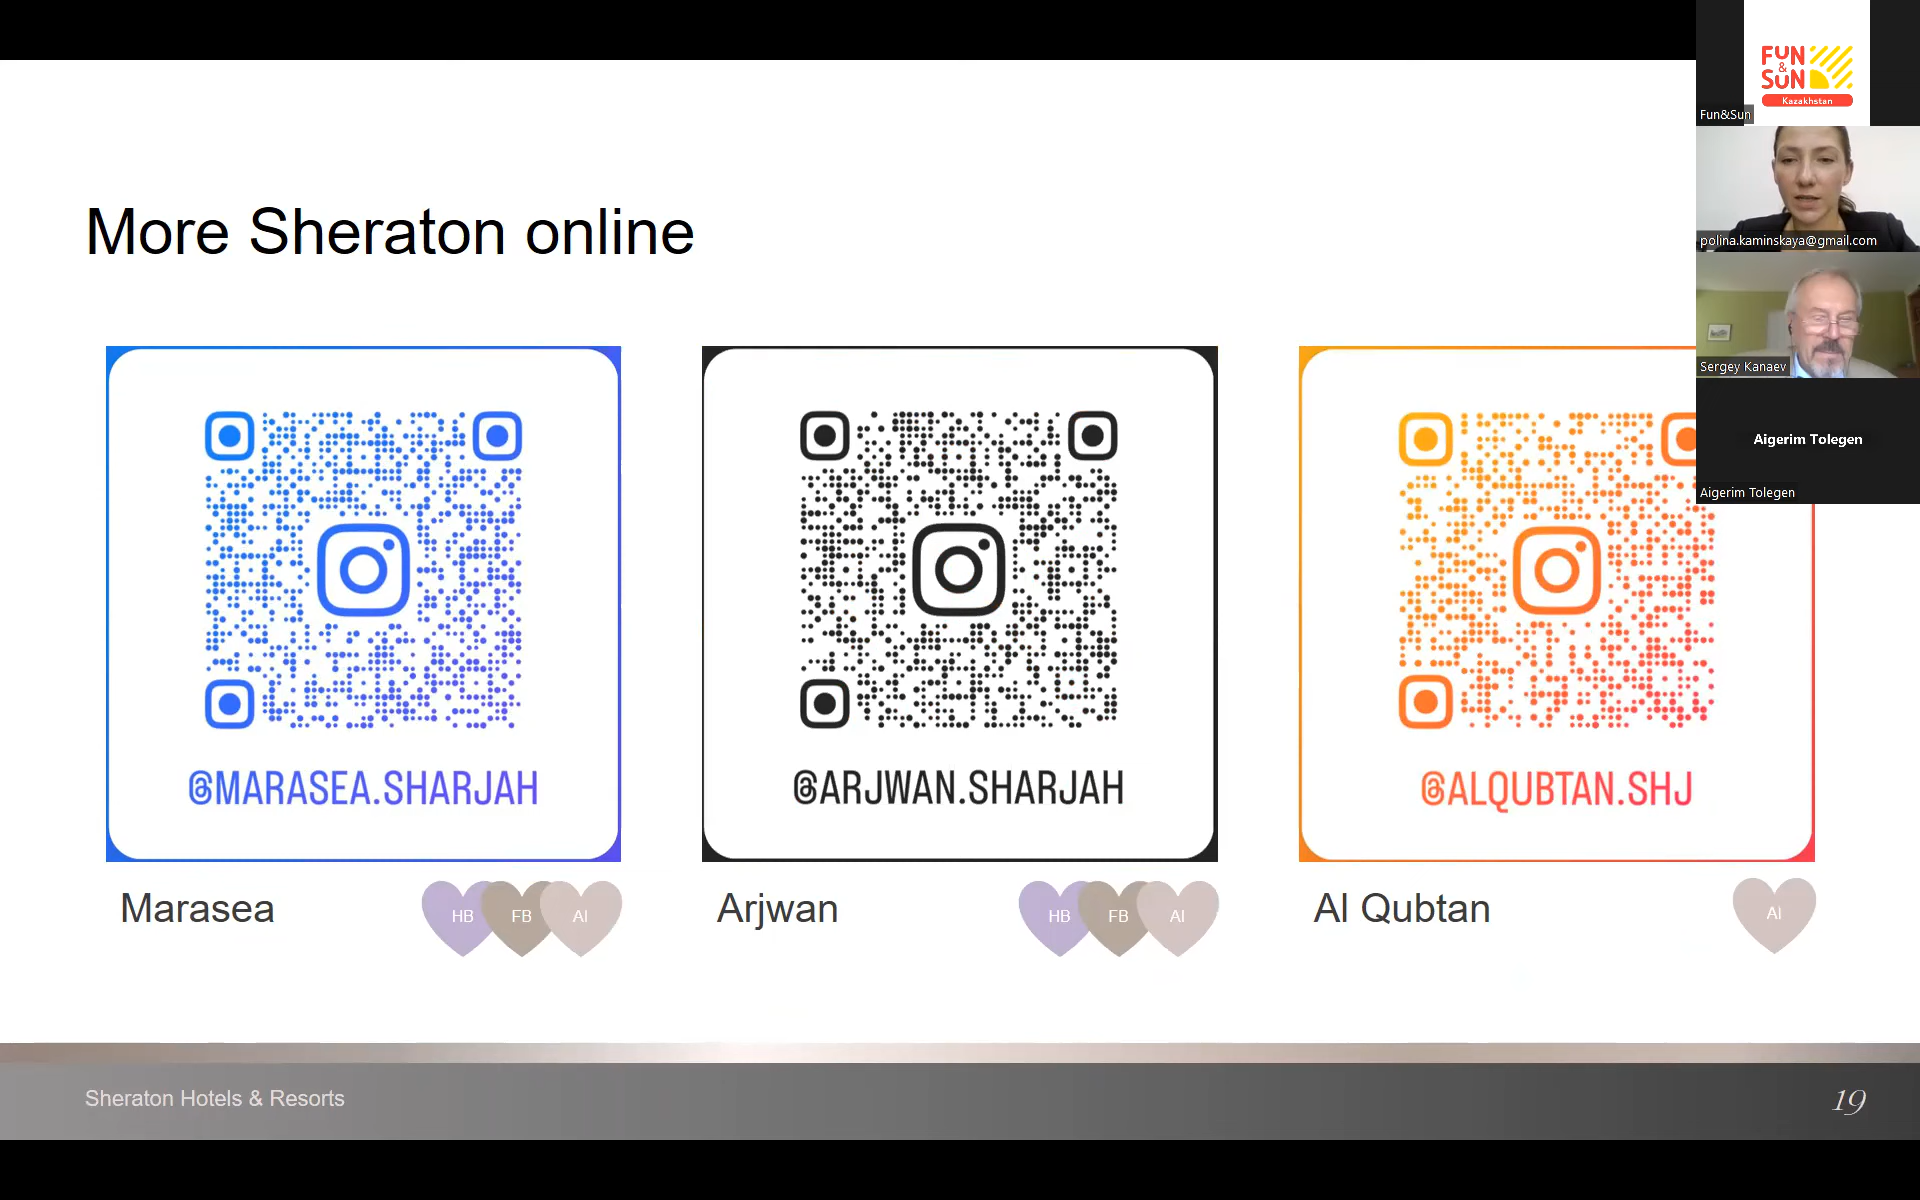 FUN
&
SUN
Kazakhstan
Fun&Sun
polina.kaminskaya@gmail.com
Sergey Kanaev
Aigerim Tolegen
Aigerim Tolegen
More Sheraton online
@MARASEA.SHARJAH
@ARJWAN.SHARJAH
@ALQUBTAN.SHJ
Marasea
HB FB AI
Arjwan
HB FB AI
Al Qubtan
AI
Sheraton Hotels & Resorts
19